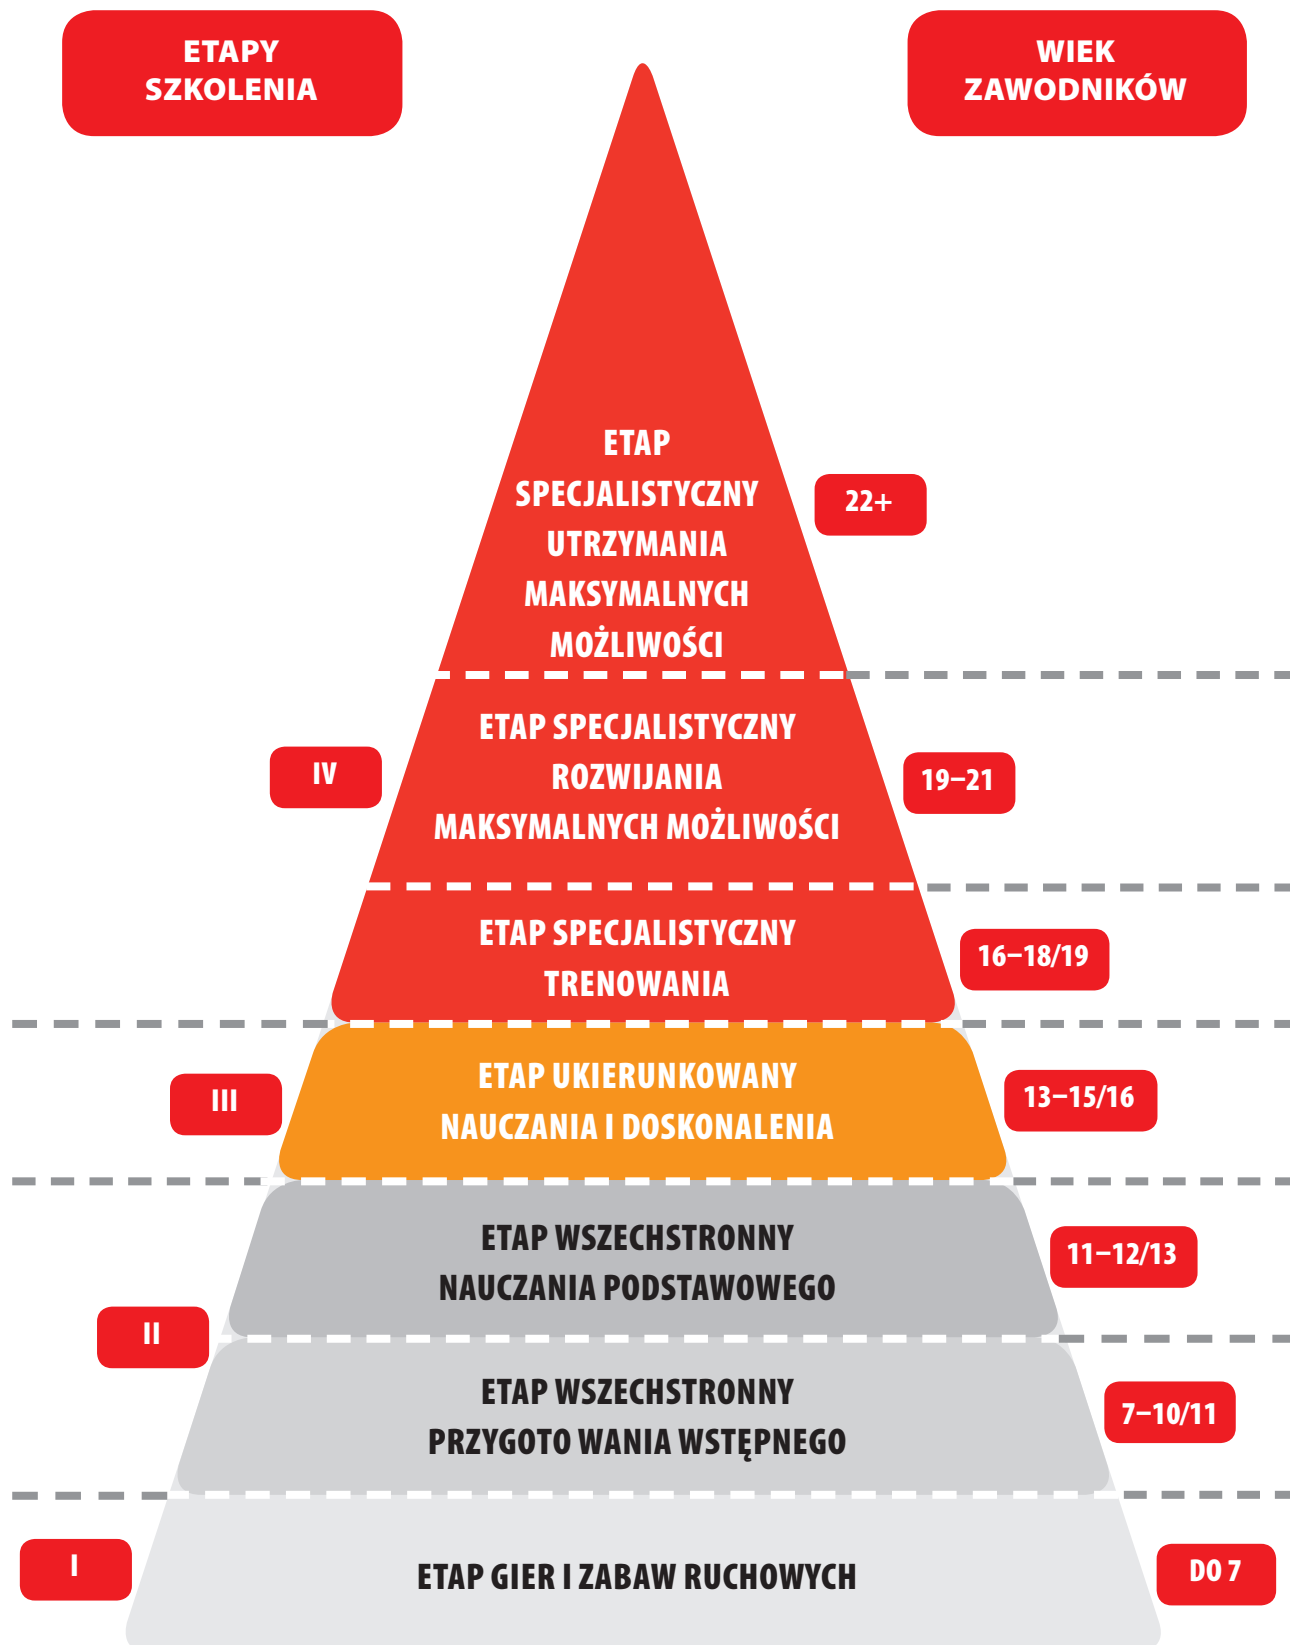 ETAPY
SZKOLENIA
WIEK
ZAWODNIKÓW
ETAP
SPECJALISTYCZNY
UTRZYMANIA
MAKSYMALNYCH
MOŻLIWOŚCI
22+
IV
ETAP SPECJALISTYCZNY
ROZWIJANIA
MAKSYMALNYCH MOŻLIWOŚCI
19–21
ETAP SPECJALISTYCZNY
TRENOWANIA
16–18/19
III
ETAP UKIERUNKOWANY
NAUCZANIA I DOSKONALENIA
13–15/16
II
ETAP WSZECHSTRONNY
NAUCZANIA PODSTAWOWEGO
11–12/13
ETAP WSZECHSTRONNY
PRZYGOTO WANIA WSTĘPNEGO
7–10/11
I
ETAP GIER I ZABAW RUCHOWYCH
DO 7